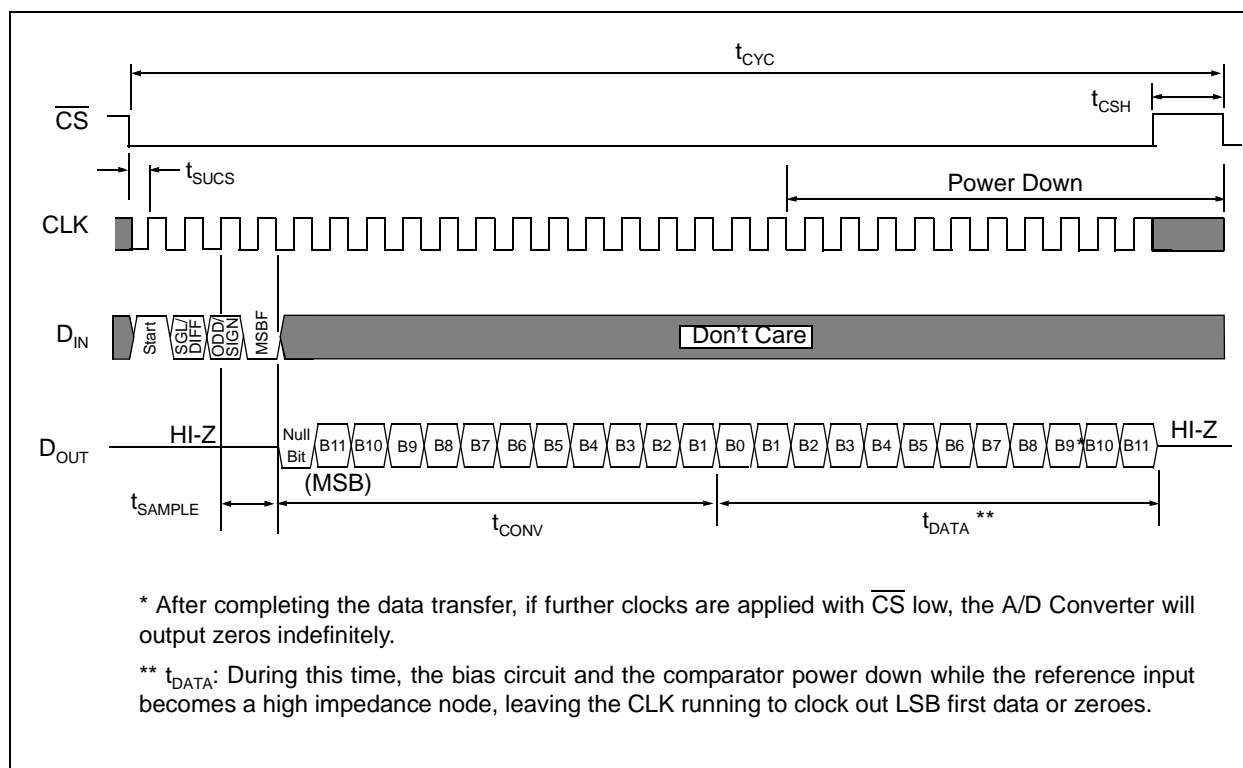 tCYC
tCSH
CS
tSUCS
Power Down
CLK
DIN
Start
SGL/
DIFF
ODD/
SIGN
MSBF
Don't Care
HI-Z
DOUT
Null
Bit
B11 B10 B9 B8 B7 B6 B5 B4 B3 B2 B1 B0 B1 B2 B3 B4 B5 B6 B7 B8 B9 * B10 B11
HI-Z
(MSB)
tSAMPLE
tCONV
tDATA **
* After completing the data transfer, if further clocks are applied with CS low, the A/D Converter will
output zeros indefinitely.
** tDATA: During this time, the bias circuit and the comparator power down while the reference input
becomes a high impedance node, leaving the CLK running to clock out LSB first data or zeroes.